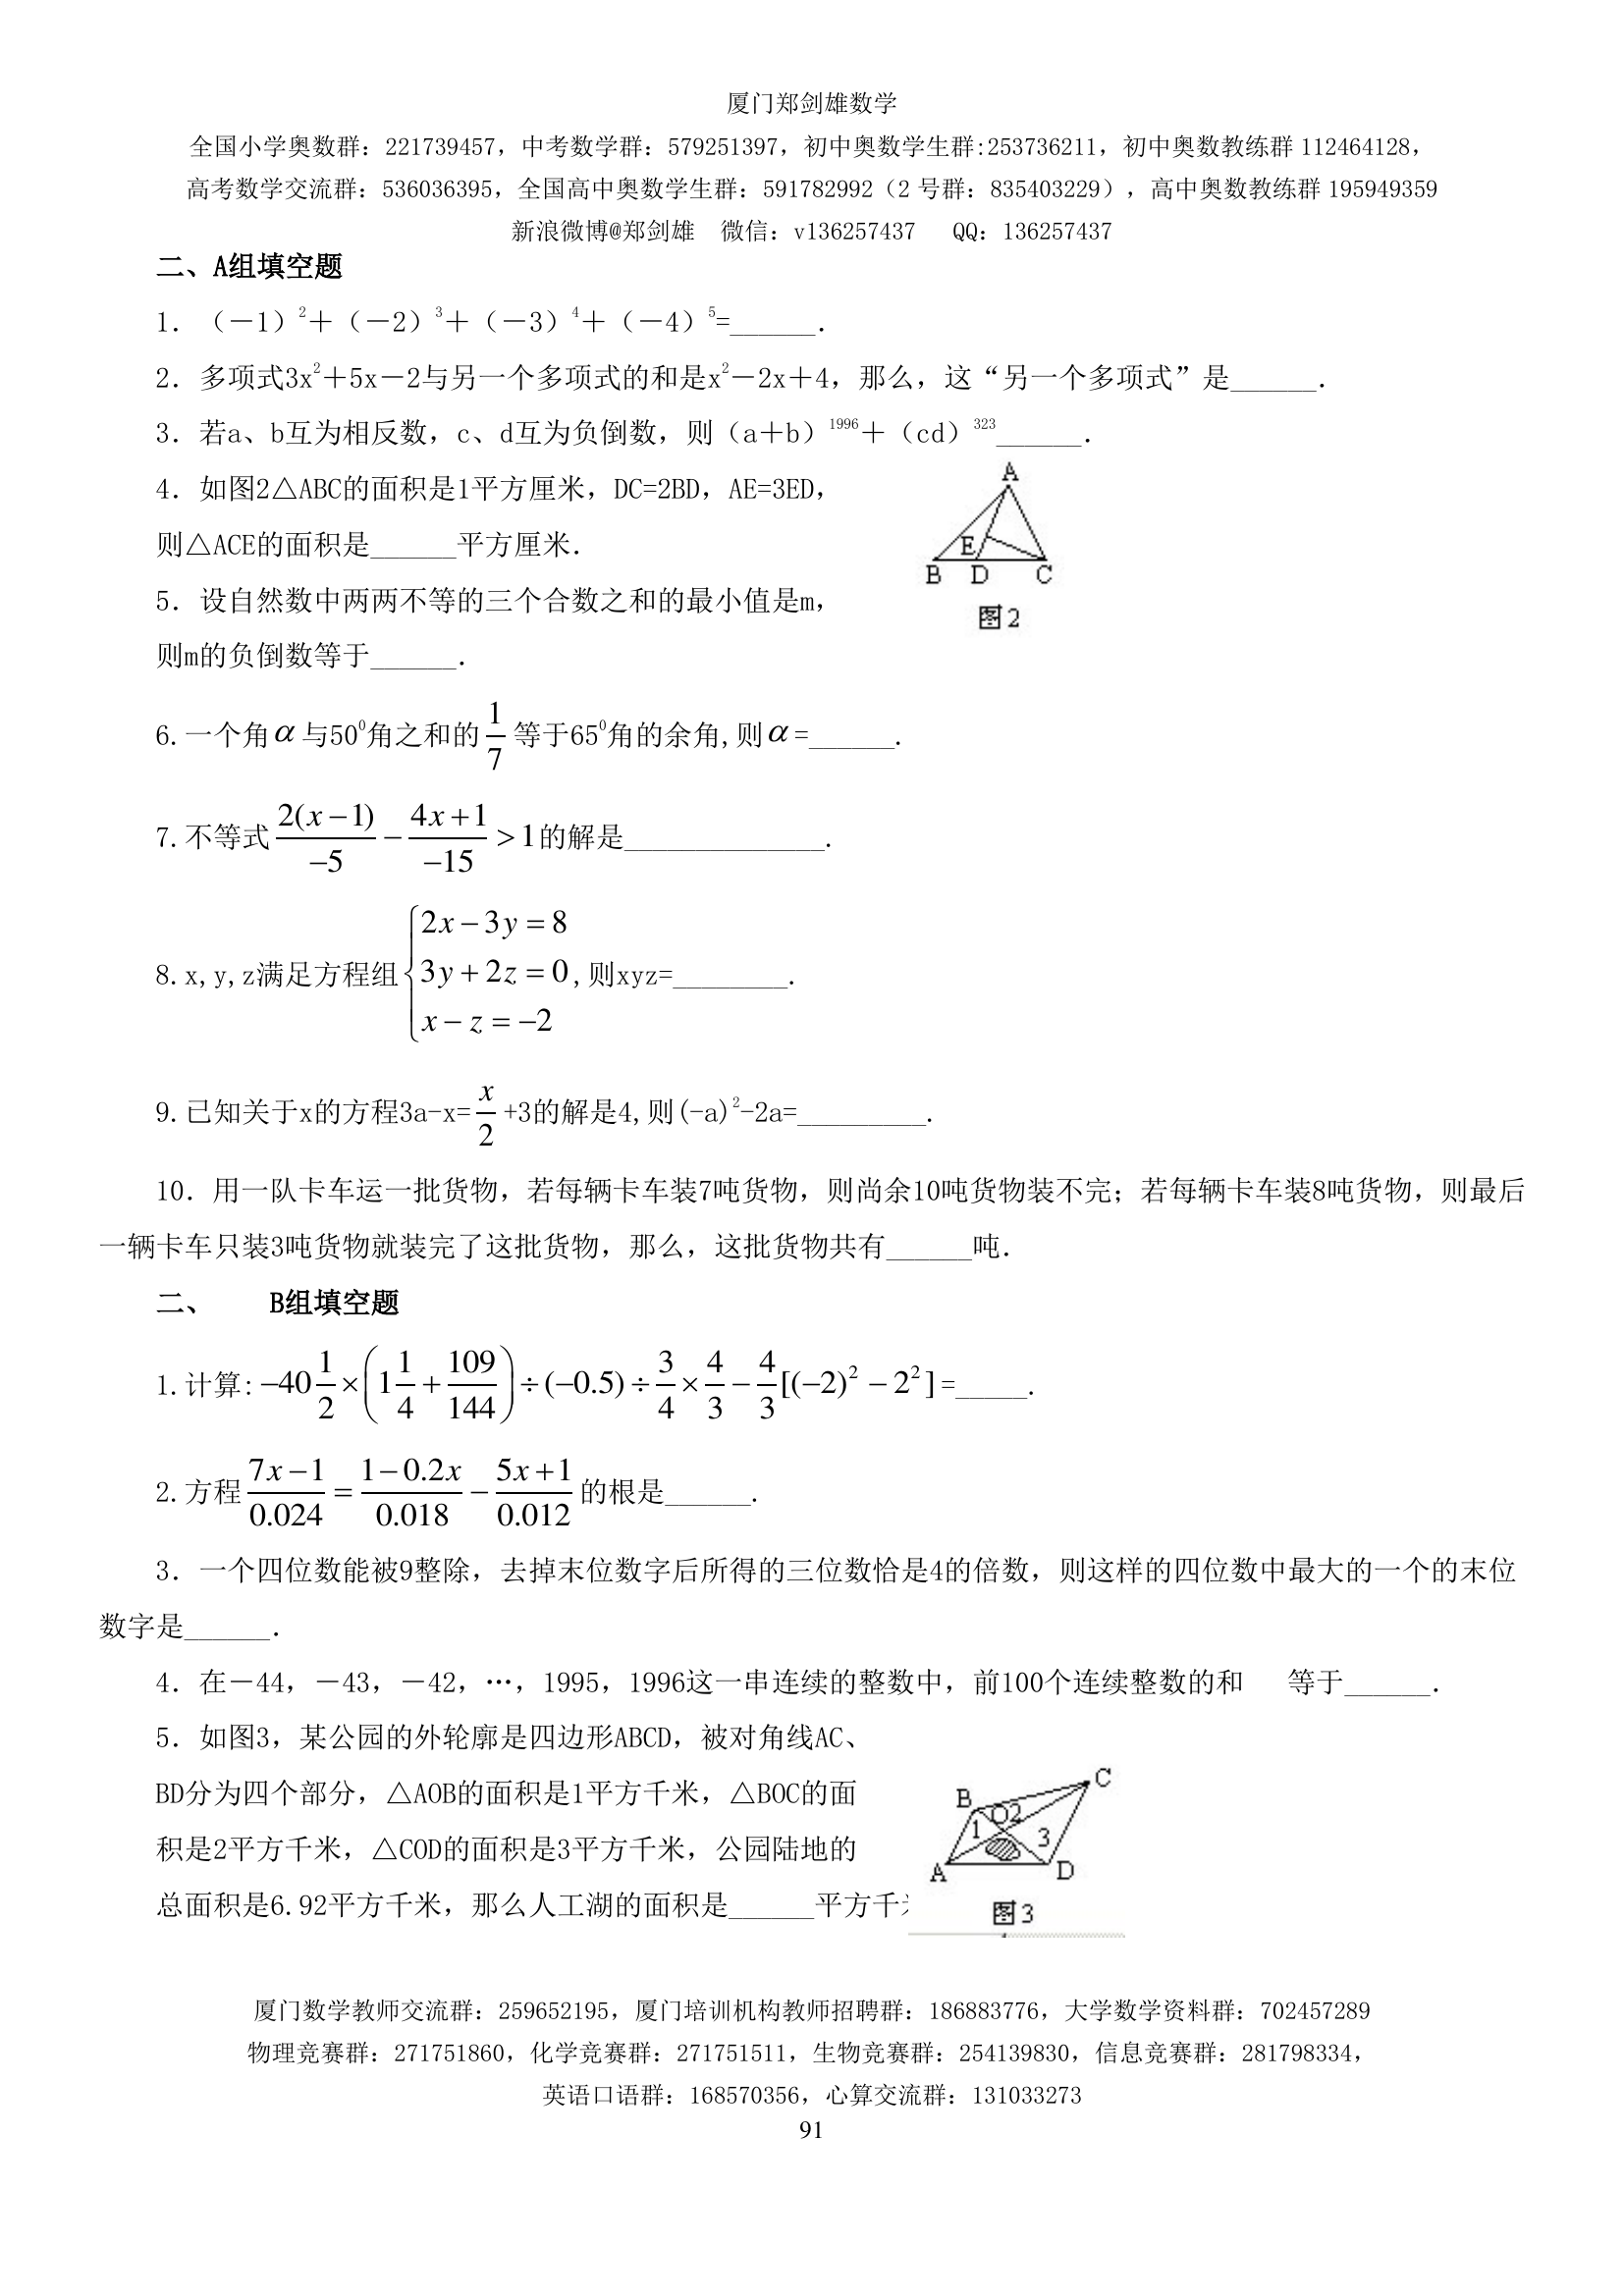 厦门郑剑雄数学
全国小学奥数群：221739457，中考数学群：579251397，初中奥数学生群:253736211，初中奥数教练群 112464128，
高考数学交流群：536036395，全国高中奥数学生群：591782992（2 号群：835403229），高中奥数教练群 195949359
新浪微博@郑剑雄 微信：v136257437 QQ：136257437
二、A组填空题
1．（－1）²＋（－2）³＋（－3）⁴＋（－4）⁵=______．
2．多项式3x²＋5x－2与另一个多项式的和是x²－2x＋4，那么，这“另一个多项式”是______．
3．若a、b互为相反数，c、d互为负倒数，则（a＋b）¹⁹⁹⁶＋（cd）³²³______．
4．如图2△ABC的面积是1平方厘米，DC=2BD，AE=3ED，
则△ACE的面积是______平方厘米．
A
E
B D C
图2
5．设自然数中两两不等的三个合数之和的最小值是m，
则m的负倒数等于______．
6.一个角α与50⁰角之和的1/7等于65⁰角的余角,则α=______.
7.不等式 2(x−1)/−5 − 4x+1/−15 >1的解是______________.
8.x,y,z满足方程组{2x−3y=8 3y+2z=0 x−z=−2,则xyz=________.
9.已知关于x的方程3a-x=x/2+3的解是4,则(-a)²-2a=_________.
10．用一队卡车运一批货物，若每辆卡车装7吨货物，则尚余10吨货物装不完；若每辆卡车装8吨货物，则最后
一辆卡车只装3吨货物就装完了这批货物，那么，这批货物共有______吨．
二、 B组填空题
1.计算:−40 1/2×(1 1/4+109/144)÷(−0.5)÷3/4×4/3−4/3[(−2)²−2²]=_____.
2.方程 7x−1/0.024 = 1−0.2x/0.018 − 5x+1/0.012 的根是______.
3．一个四位数能被9整除，去掉末位数字后所得的三位数恰是4的倍数，则这样的四位数中最大的一个的末位
数字是______．
4．在－44，－43，－42，…，1995，1996这一串连续的整数中，前100个连续整数的和 等于______．
5．如图3，某公园的外轮廓是四边形ABCD，被对角线AC、
BD分为四个部分，△AOB的面积是1平方千米，△BOC的面
积是2平方千米，△COD的面积是3平方千米，公园陆地的
总面积是6.92平方千米，那么人工湖的面积是______平方千
C
B O2
1 3
A D
图3
厦门数学教师交流群：259652195，厦门培训机构教师招聘群：186883776，大学数学资料群：702457289
物理竞赛群：271751860，化学竞赛群：271751511，生物竞赛群：254139830，信息竞赛群：281798334，
英语口语群：168570356，心算交流群：131033273
91